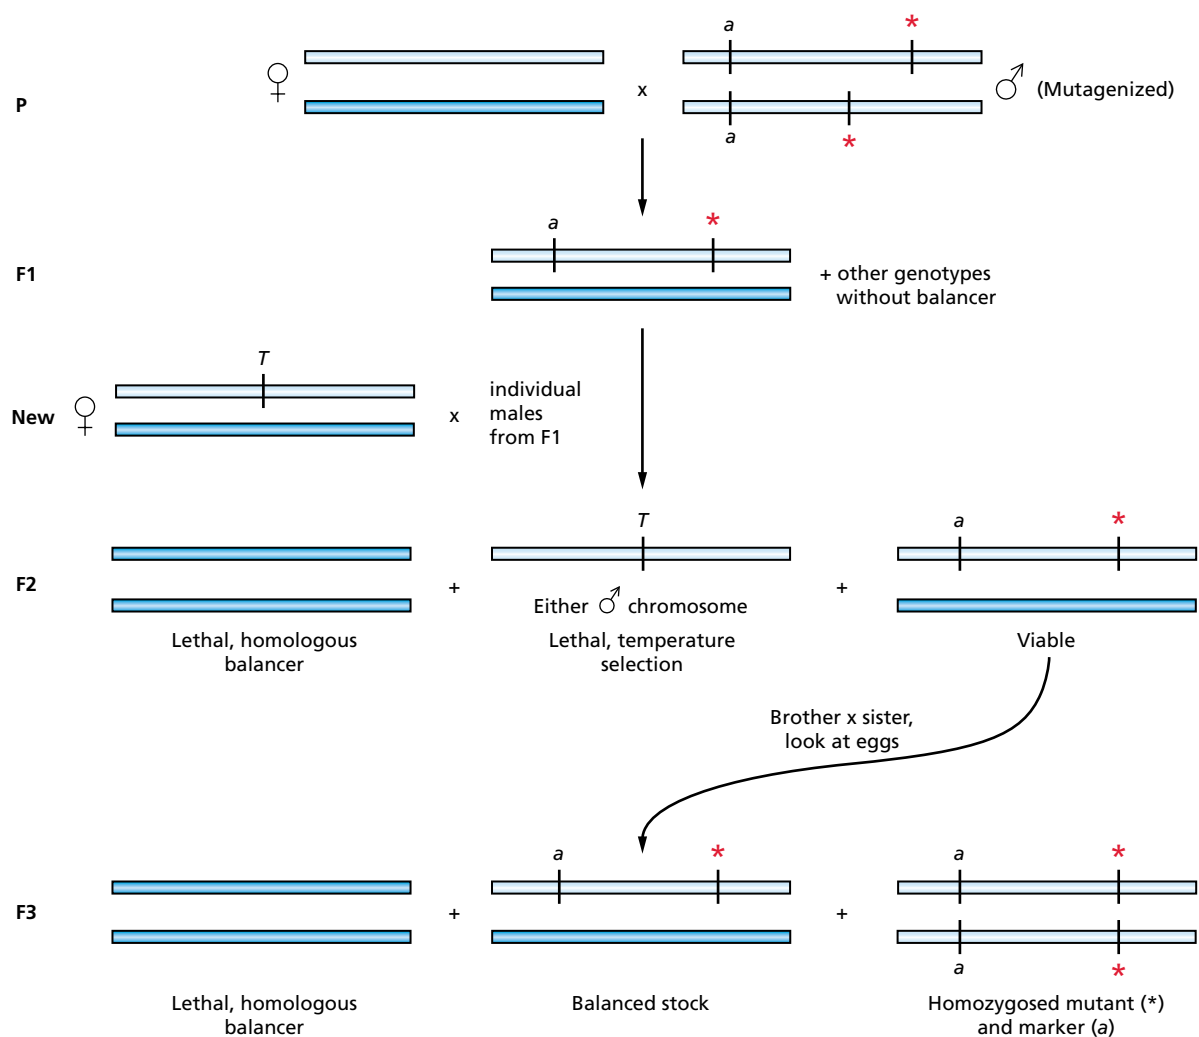 a
*
P
♀
x
♂ (Mutagenized)
a
*
a
*
F1
+ other genotypes
without balancer
T
New
♀
x
individual
males
from F1
T
a
*
F2
+
Either ♂ chromosome
+
Lethal, homologous
balancer
Lethal, temperature
selection
Viable
Brother x sister,
look at eggs
a
*
a
*
F3
+
+
a
*
Lethal, homologous
balancer
Balanced stock
Homozygosed mutant (*)
and marker (a)